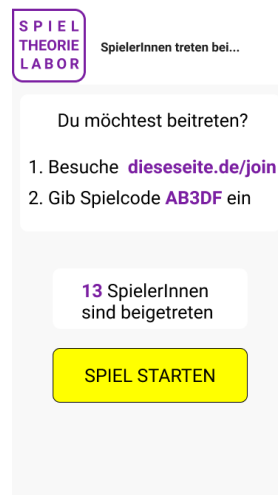 SPIEL
THEORIE
LABOR
SpielerInnen treten bei...
Du möchtest beitreten?
1. Besuche dieseseite.de/join
2. Gib Spielcode AB3DF ein
13 SpielerInnen
sind beigetreten
SPIEL STARTEN